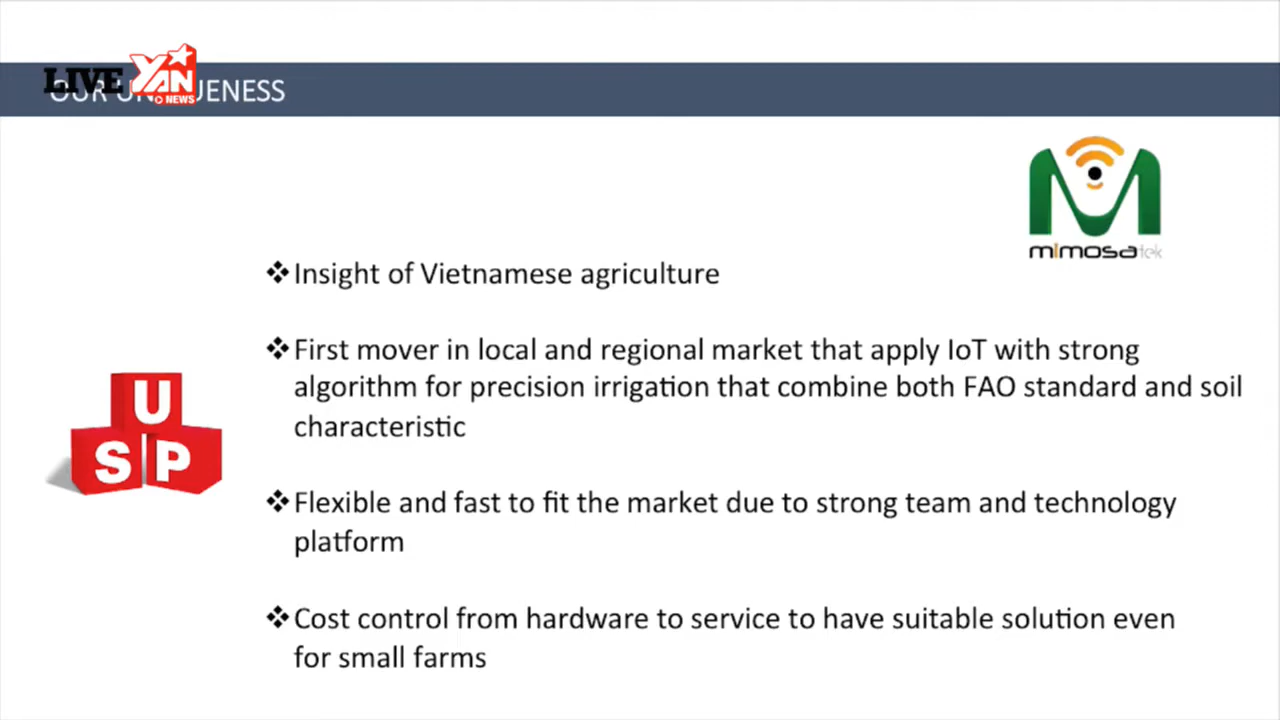 LIVE YAN
NEWS
OUR UNIQUENESS
mimosatek
❖Insight of Vietnamese agriculture
❖First mover in local and regional market that apply IoT with strong
algorithm for precision irrigation that combine both FAO standard and soil
characteristic
U
S P
❖Flexible and fast to fit the market due to strong team and technology
platform
❖Cost control from hardware to service to have suitable solution even
for small farms